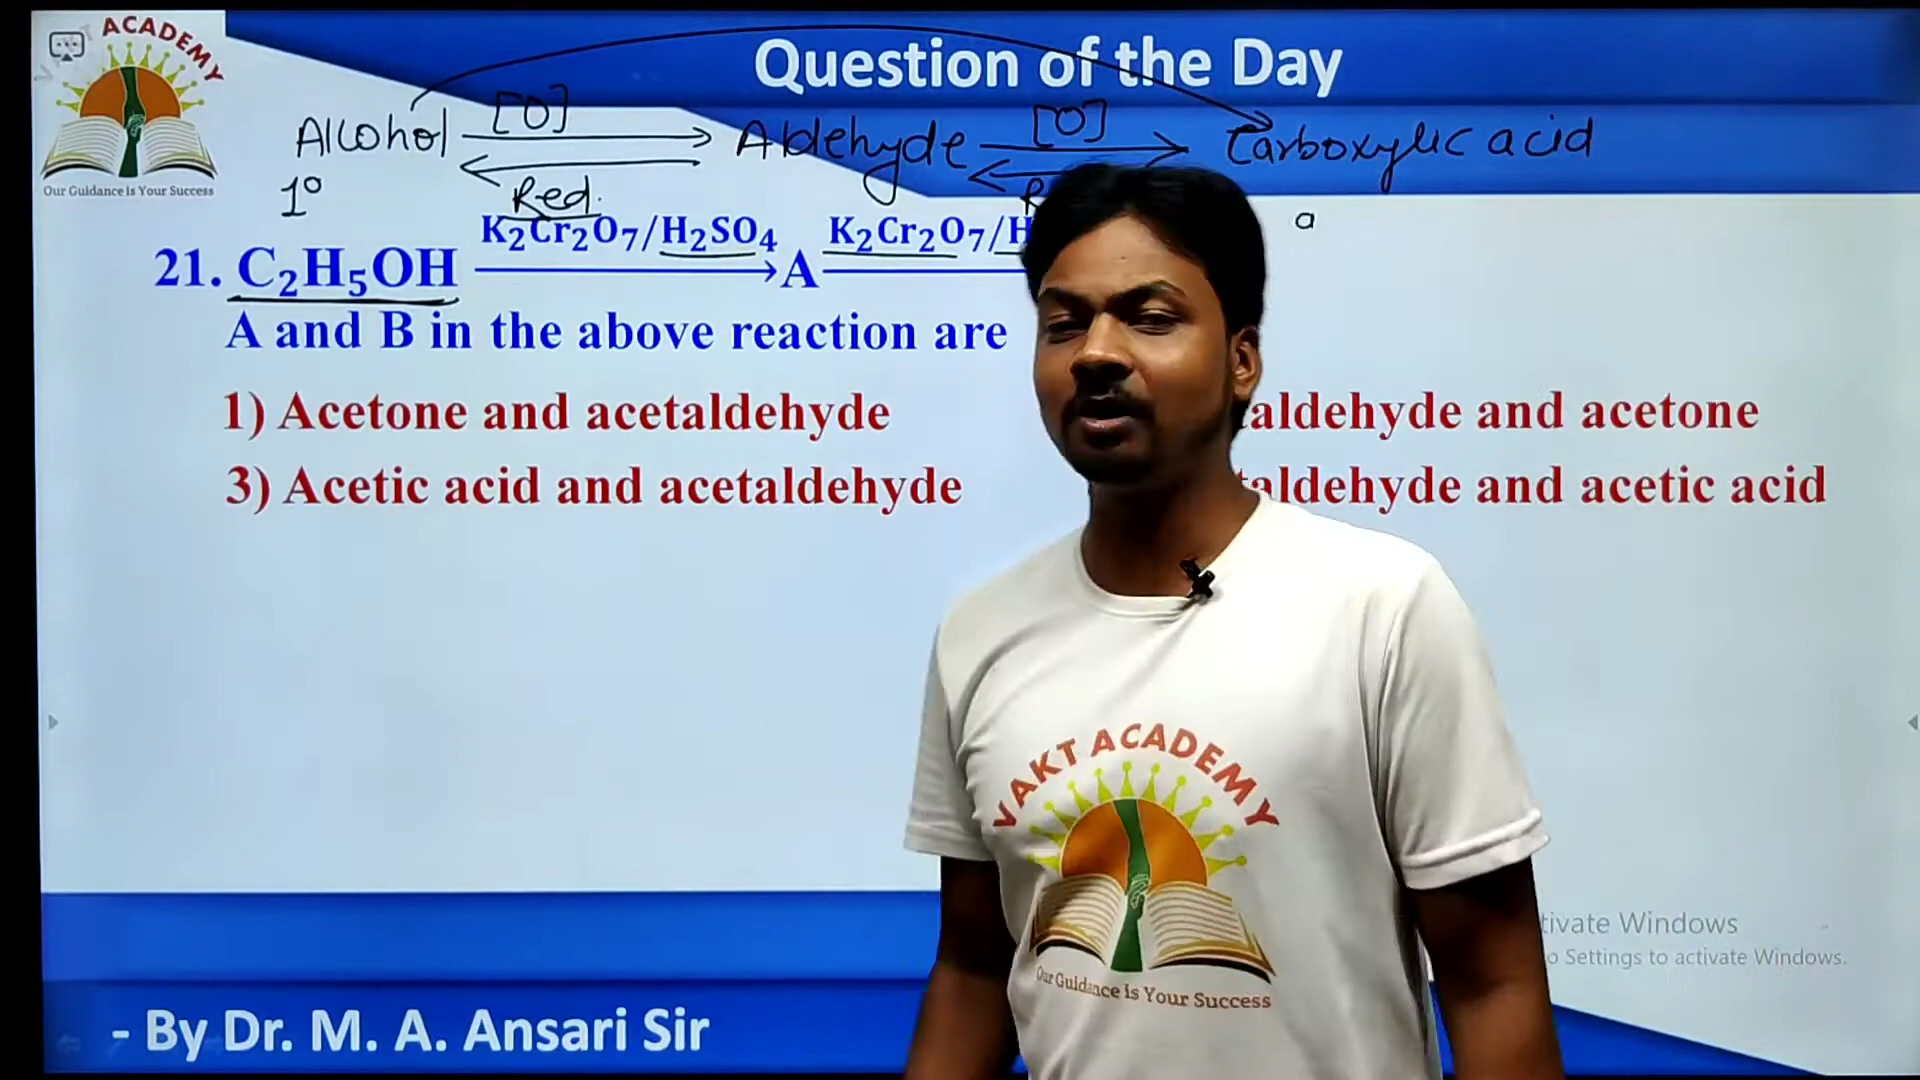 ACADEMY
Our Guidance is Your Success
Question of the Day
Alcohol [O] Aldehyde [O] Carboxylic acid
1° Red.
a
K₂Cr₂O₇/H₂SO₄ K₂Cr₂O₇/H
21. C₂H₅OH A
A and B in the above reaction are
1) Acetone and acetaldehyde
aldehyde and acetone
3) Acetic acid and acetaldehyde
aldehyde and acetic acid
VAKT ACADEMY
Our Guidance is Your Success
tivate Windows
o Settings to activate Windows.
- By Dr. M. A. Ansari Sir